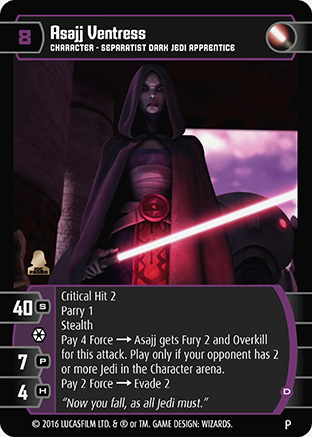 8
Asajj Ventress
CHARACTER - SEPARATIST DARK JEDI APPRENTICE
Critical Hit 2
Parry 1
Stealth
Pay 4 Force → Asajj gets Fury 2 and Overkill
for this attack. Play only if your opponent has 2
or more Jedi in the Character arena.
Pay 2 Force → Evade 2
"Now you fall, as all Jedi must."
40 S
7 P
4 H
D
© 2016 LUCASFILM LTD. & ® or TM. GAME DESIGN: WIZARDS.
P